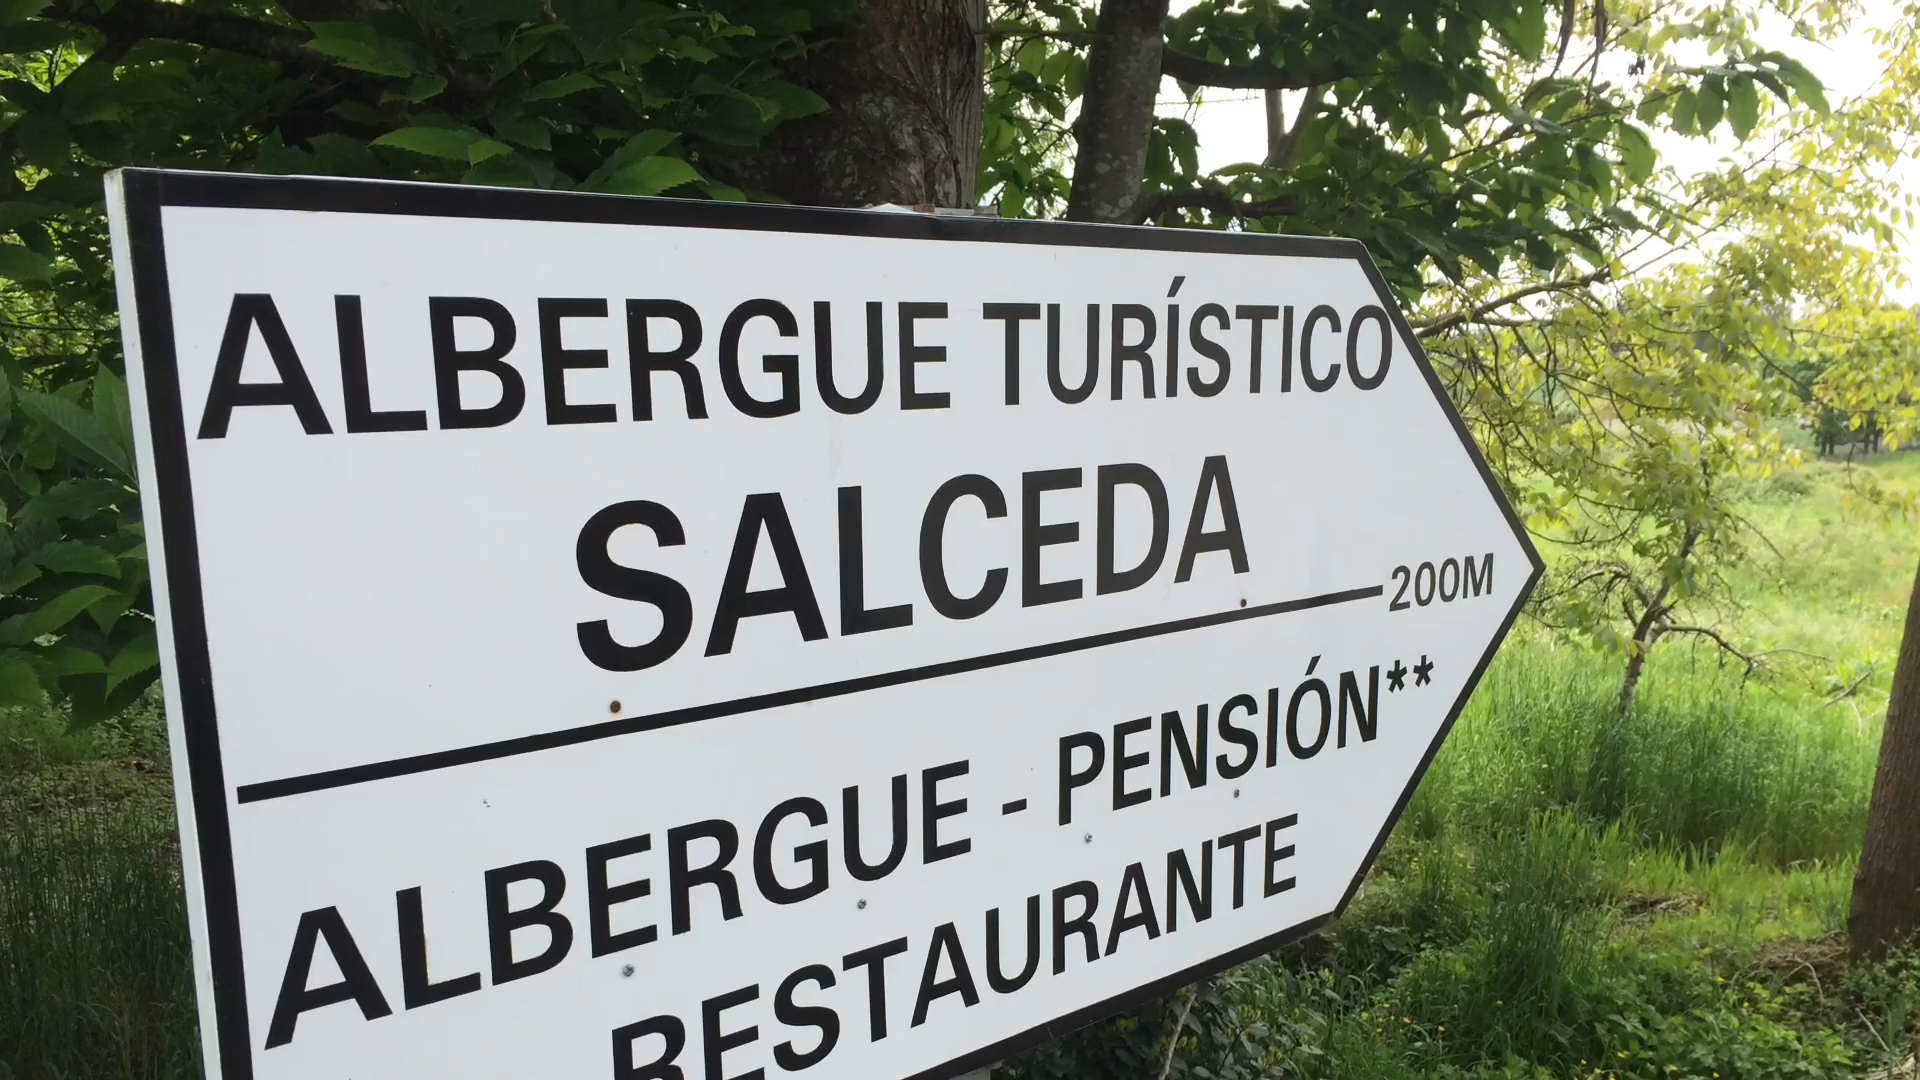 ALBERGUE TURÍSTICO
SALCEDA
200M
ALBERGUE - PENSIÓN**
RESTAURANTE